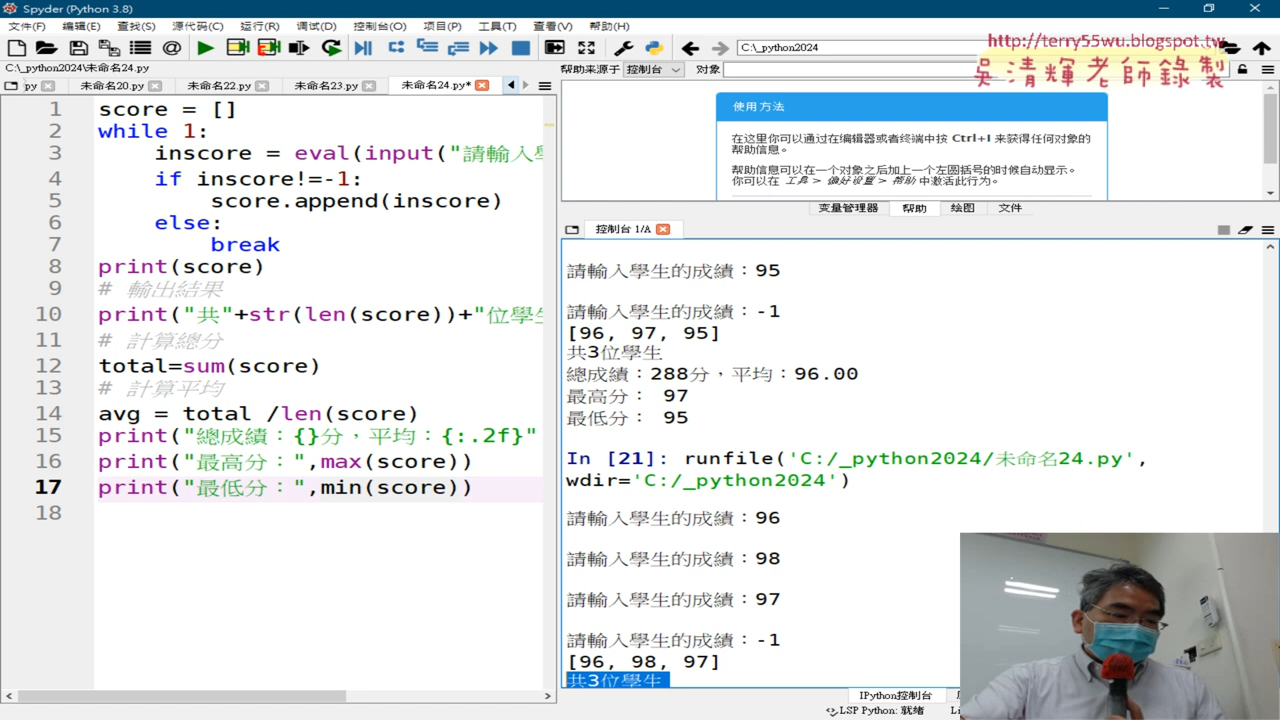 Spyder (Python 3.8)
文件(F) 编辑(E) 查找(S) 源代码(C) 运行(R) 调试(D) 控制台(O) 项目(P) 工具(T) 查看(V) 帮助(H)
C:\_python2024
http://terry55wu.blogspot.tw
吳清輝老師錄製
C:\_python2024\未命名24.py
帮助来源于 控制台 对象
py 未命名20.py 未命名22.py 未命名23.py 未命名24.py*
1 score = []
2 while 1:
3 inscore = eval(input("請輸入學
4 if inscore!=-1:
5 score.append(inscore)
6 else:
7 break
8 print(score)
9 # 輸出結果
10 print("共"+str(len(score))+"位學生
11 # 計算總分
12 total=sum(score)
13 # 計算平均
14 avg = total /len(score)
15 print("總成績：{}分，平均：{:.2f}"
16 print("最高分：",max(score))
17 print("最低分：",min(score))
18
使用方法
在这里你可以通过在编辑器或者终端中按 Ctrl+I 来获得任何对象的
帮助信息。
帮助信息可以在一个对象之后加上一个左圆括号的时候自动显示。
你可以在 工具 > 偏好设置 > 帮助 中激活此行为。
变量管理器 帮助 绘图 文件
控制台 1/A
請輸入學生的成績：95
請輸入學生的成績：-1
[96, 97, 95]
共3位學生
總成績：288分，平均：96.00
最高分： 97
最低分： 95
In [21]: runfile('C:/_python2024/未命名24.py',
wdir='C:/_python2024')
請輸入學生的成績：96
請輸入學生的成績：98
請輸入學生的成績：97
請輸入學生的成績：-1
[96, 98, 97]
共3位學生
IPython控制台
LSP Python: 就绪